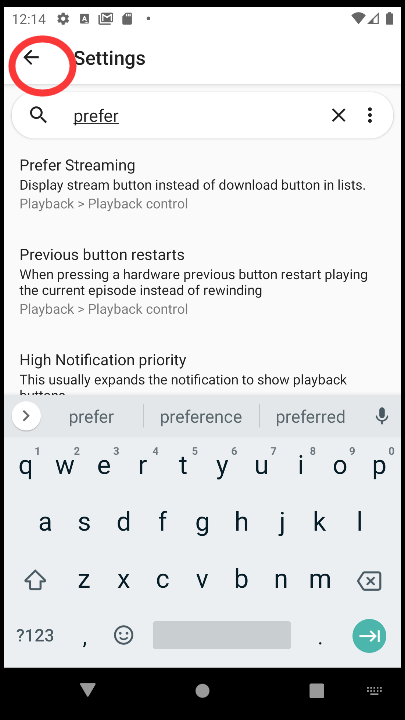 12:14
Settings
prefer
Prefer Streaming
Display stream button instead of download button in lists.
Playback > Playback control
Previous button restarts
When pressing a hardware previous button restart playing
the current episode instead of rewinding
Playback > Playback control
High Notification priority
This usually expands the notification to show playback
buttons.
prefer preference preferred
1 2 3 4 5 6 7 8 9 0
q w e r t y u i o p
a s d f g h j k l
z x c v b n m
?123 , .